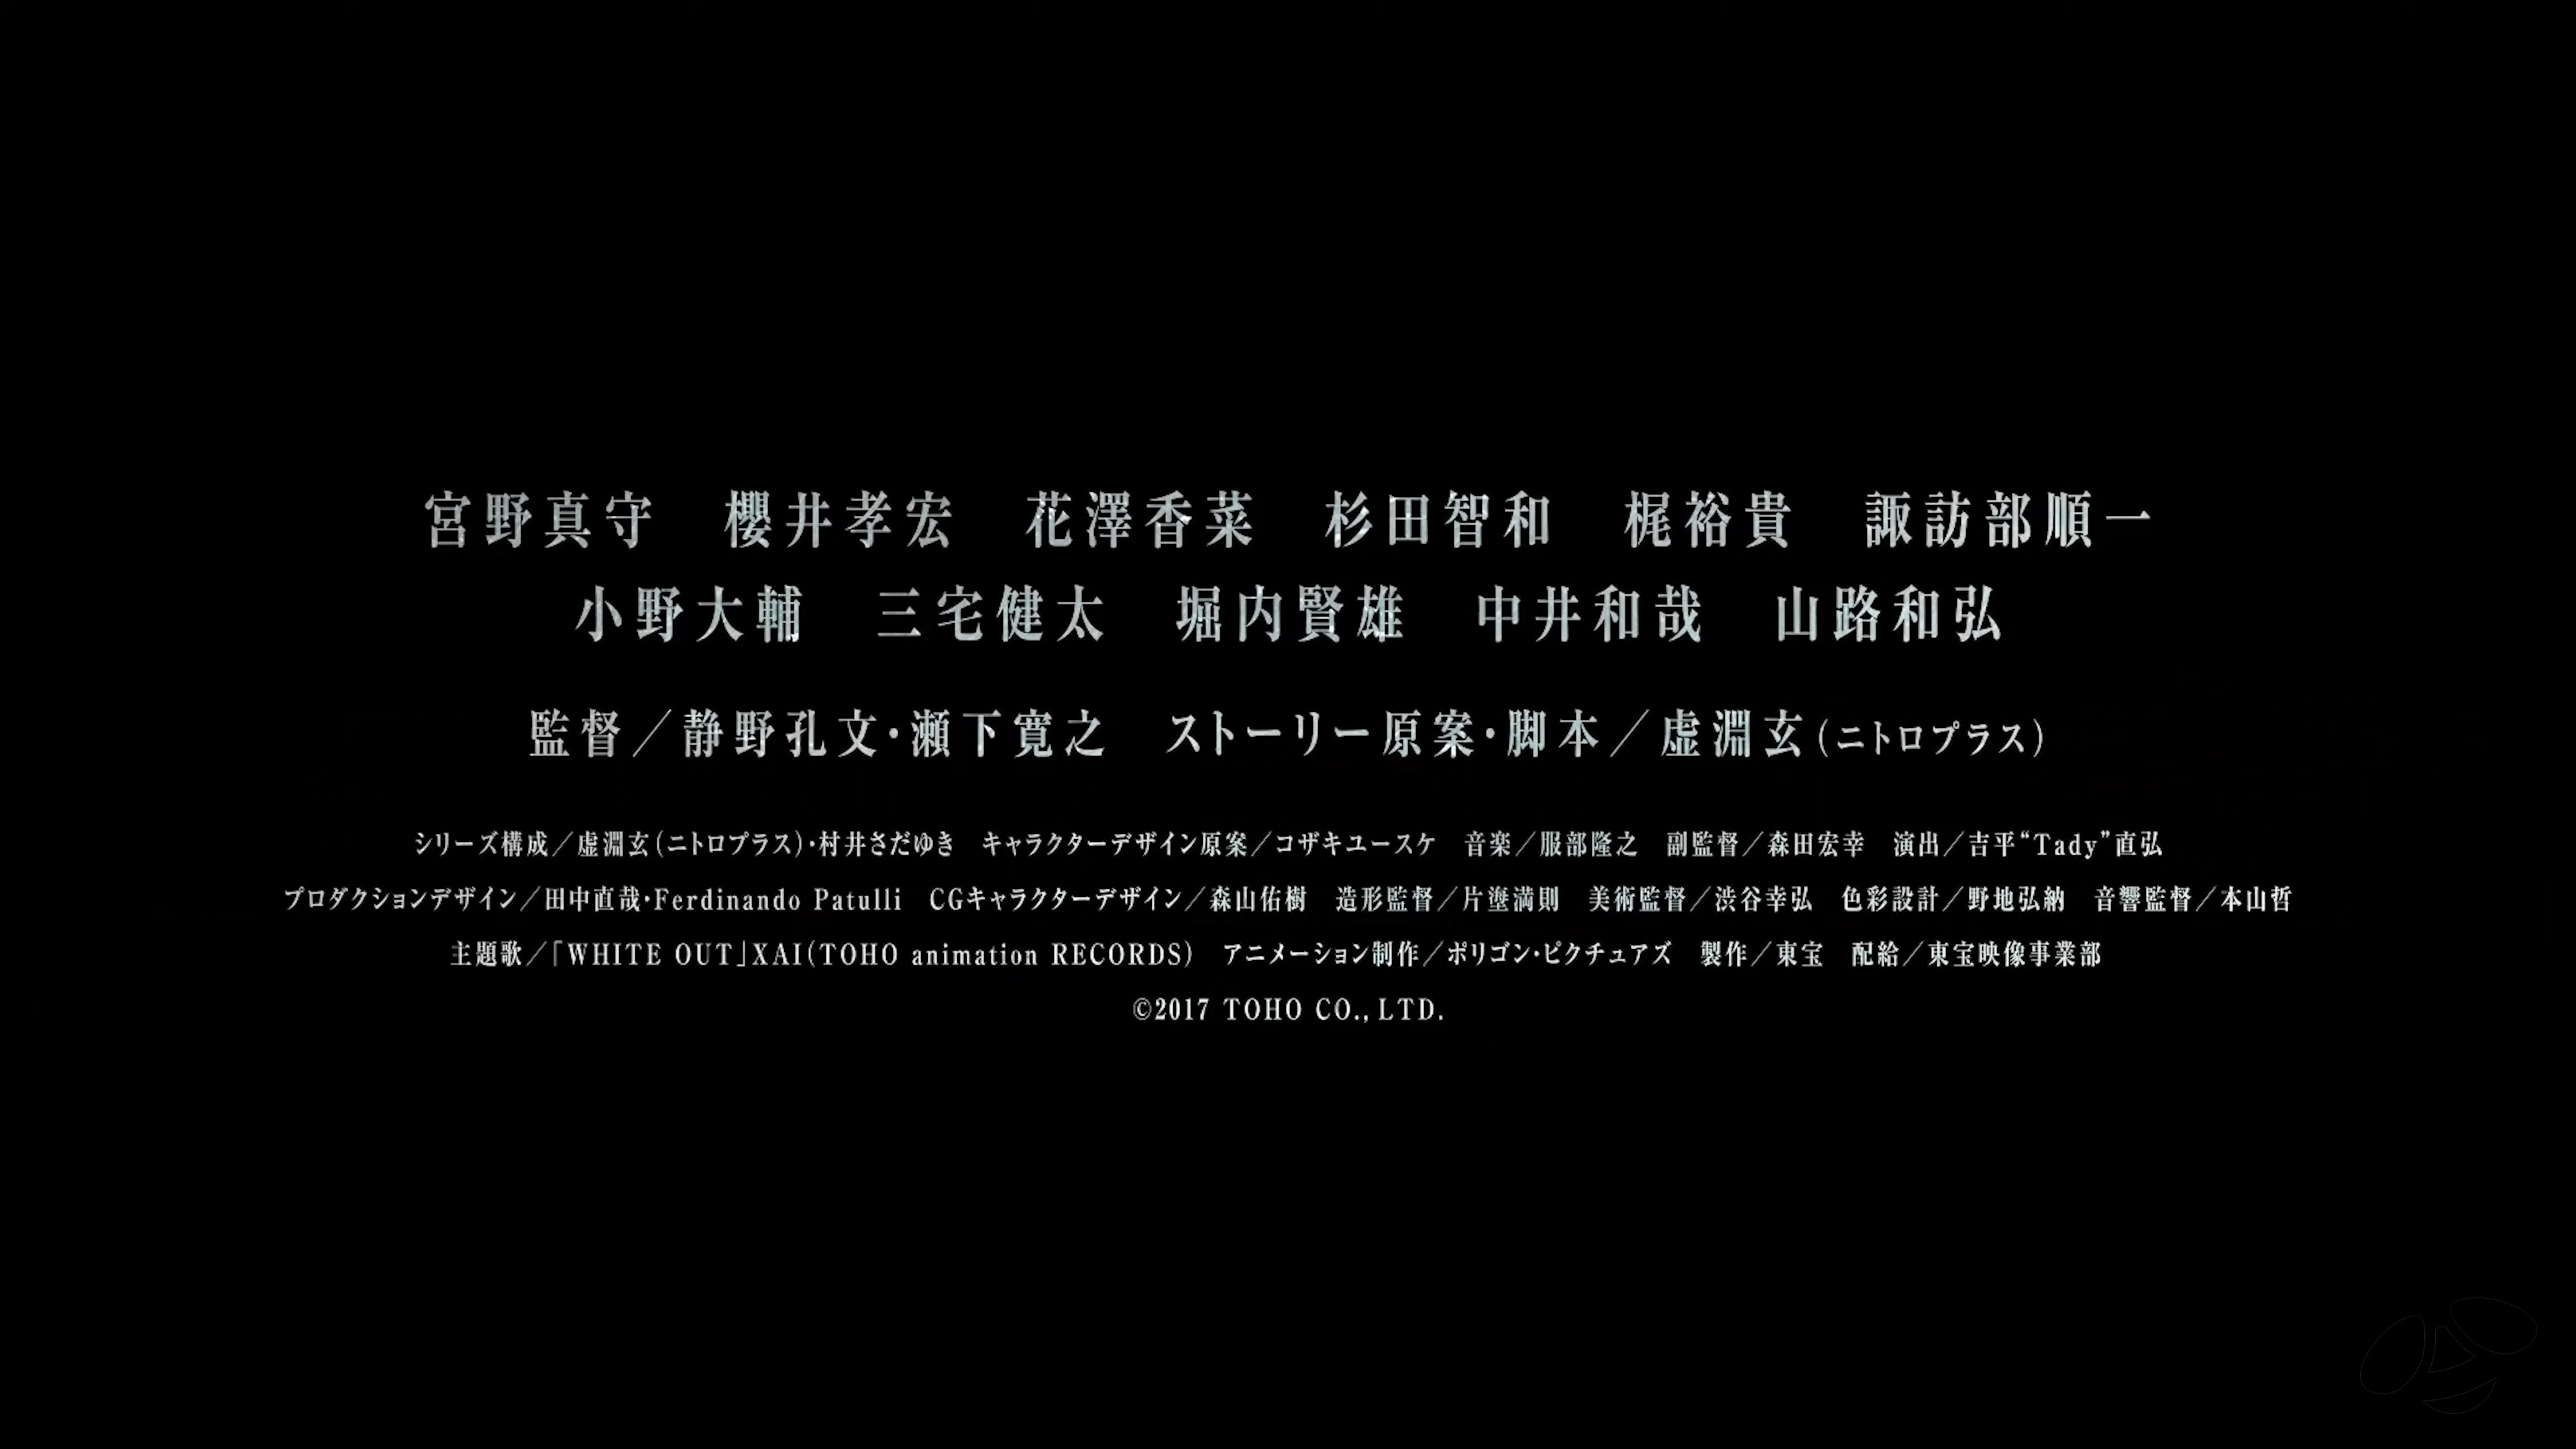 宮野真守　櫻井孝宏　花澤香菜　杉田智和　梶裕貴　諏訪部順一
小野大輔　三宅健太　堀内賢雄　中井和哉　山路和弘
監督／静野孔文・瀬下寛之　ストーリー原案・脚本／虚淵玄（ニトロプラス）
シリーズ構成／虚淵玄（ニトロプラス）・村井さだゆき　キャラクターデザイン原案／コザキユースケ　音楽／服部隆之　副監督／森田宏幸　演出／吉平“Tady”直弘
プロダクションデザイン／田中直哉・Ferdinando Patulli　CGキャラクターデザイン／森山佑樹　造形監督／片塰満則　美術監督／渋谷幸弘　色彩設計／野地弘納　音響監督／本山哲
主題歌／「WHITE OUT」XAI(TOHO animation RECORDS)　アニメーション制作／ポリゴン・ピクチュアズ　製作／東宝　配給／東宝映像事業部
©2017 TOHO CO., LTD.